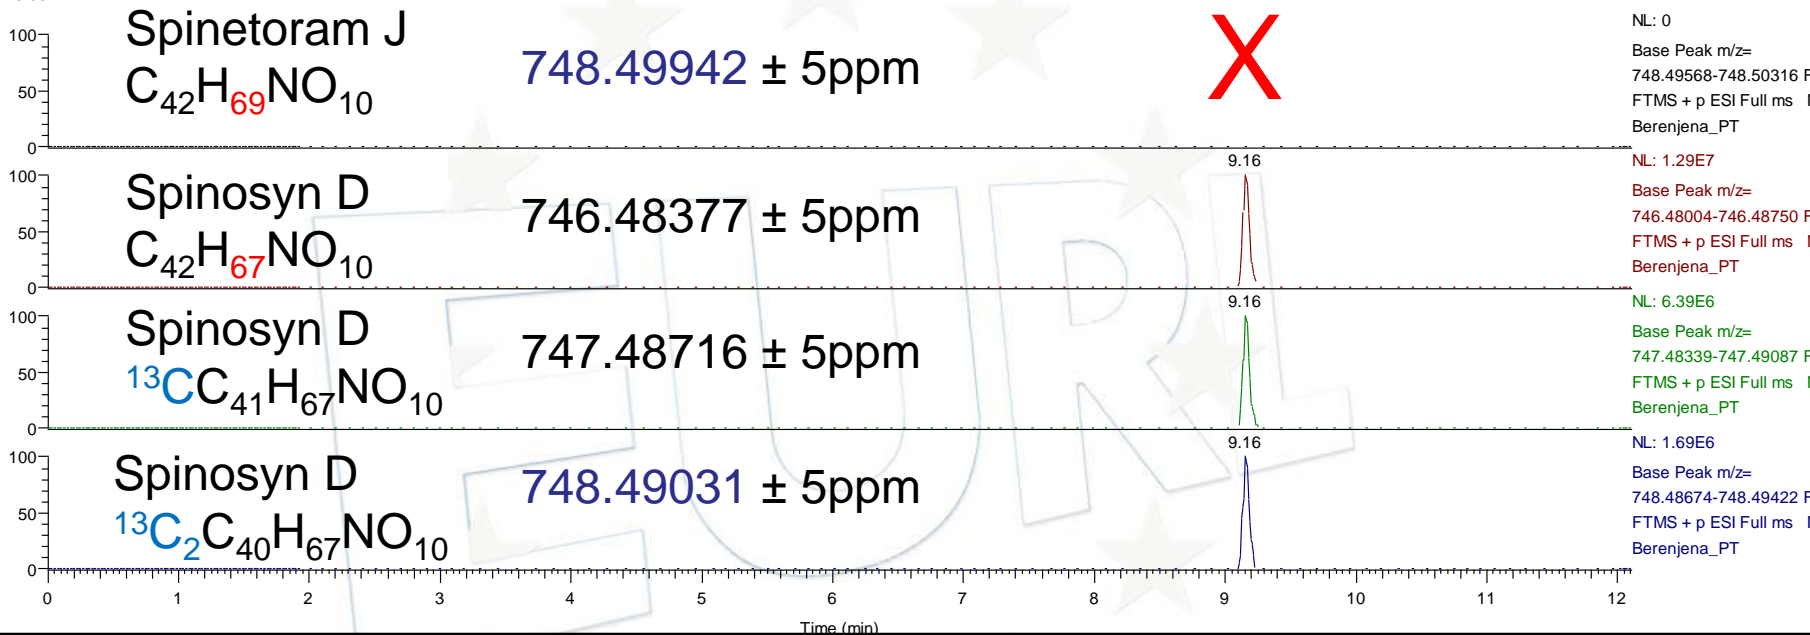 Spinetoram J
C42H69NO10
748.49942 ± 5ppm
X
100
50
0
NL: 0
Base Peak m/z=
748.49568-748.50316 F
FTMS + p ESI Full ms
Berenjena_PT
Spinosyn D
C42H67NO10
746.48377 ± 5ppm
9.16
100
50
0
NL: 1.29E7
Base Peak m/z=
746.48004-746.48750 F
FTMS + p ESI Full ms
Berenjena_PT
Spinosyn D
13CC41H67NO10
747.48716 ± 5ppm
9.16
100
50
0
NL: 6.39E6
Base Peak m/z=
747.48339-747.49087 F
FTMS + p ESI Full ms
Berenjena_PT
Spinosyn D
13C2C40H67NO10
748.49031 ± 5ppm
9.16
100
50
0
NL: 1.69E6
Base Peak m/z=
748.48674-748.49422 F
FTMS + p ESI Full ms
Berenjena_PT
0 1 2 3 4 5 6 7 8 9 10 11 12
Time (min)
EURL